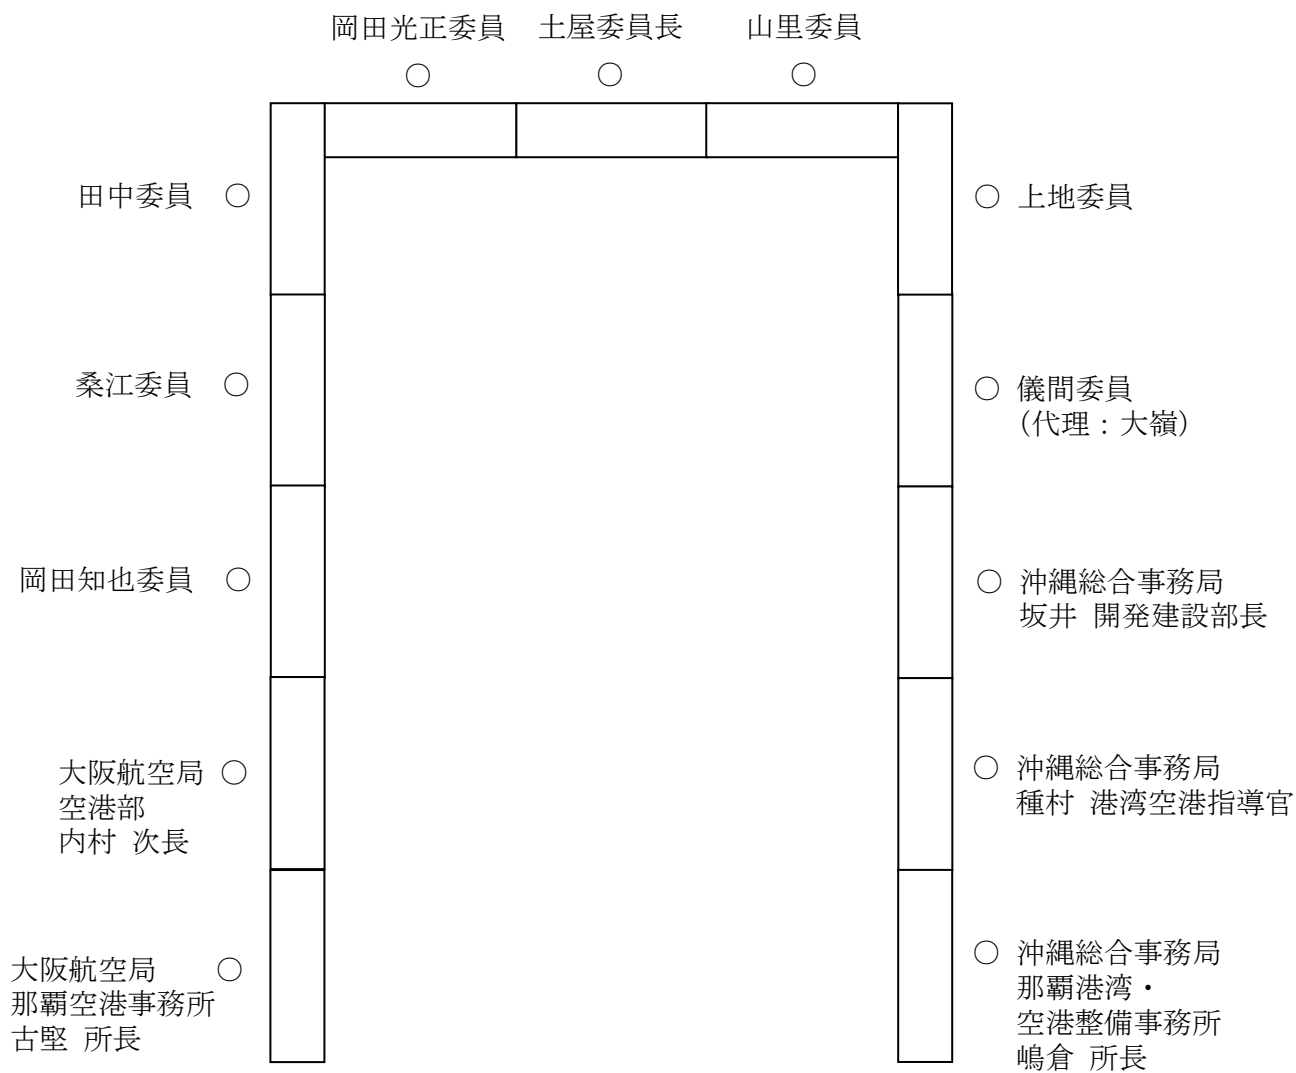 岡田光正委員 土屋委員長 山里委員
○ ○ ○
田中委員 ○
桑江委員 ○
岡田知也委員 ○
大阪航空局 ○
空港部
内村 次長
大阪航空局 ○
那覇空港事務所
古堅 所長
○ 上地委員
○ 儀間委員
(代理:大嶺)
○ 沖縄総合事務局
坂井 開発建設部長
○ 沖縄総合事務局
種村 港湾空港指導官
○ 沖縄総合事務局
那覇港湾・
空港整備事務所
嶋倉 所長